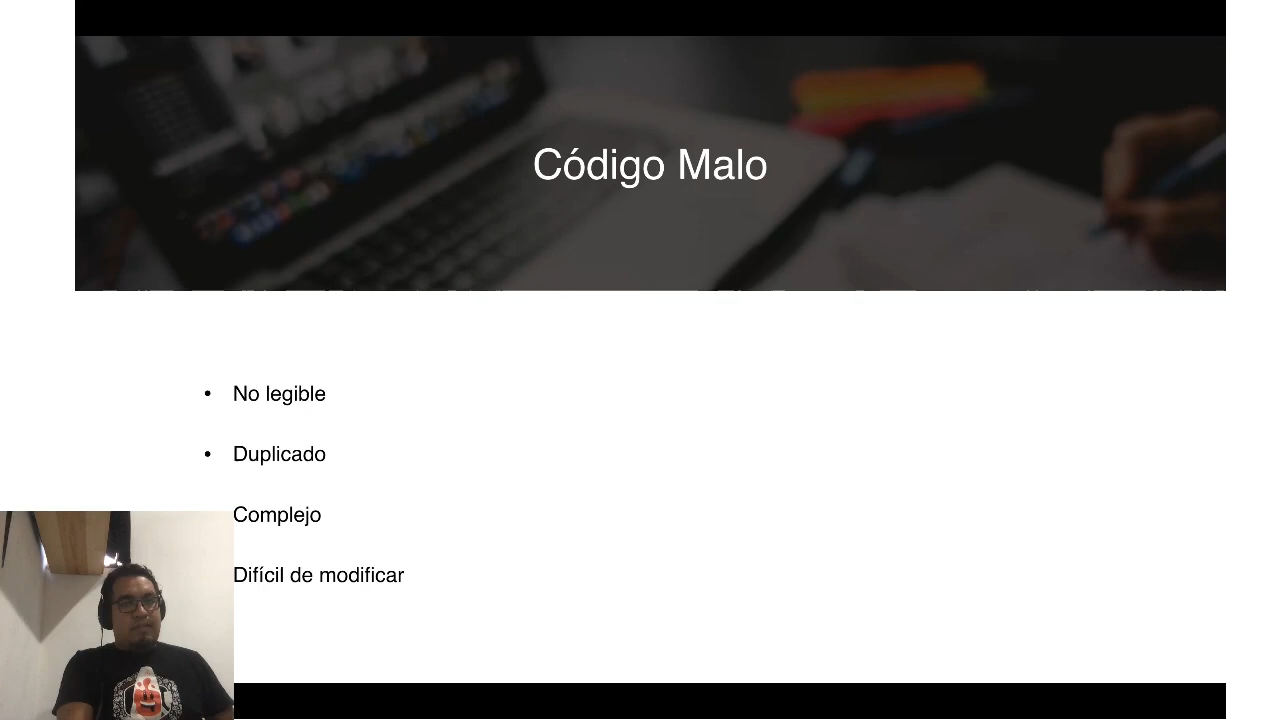 Código Malo
• No legible
• Duplicado
Complejo
Difícil de modificar